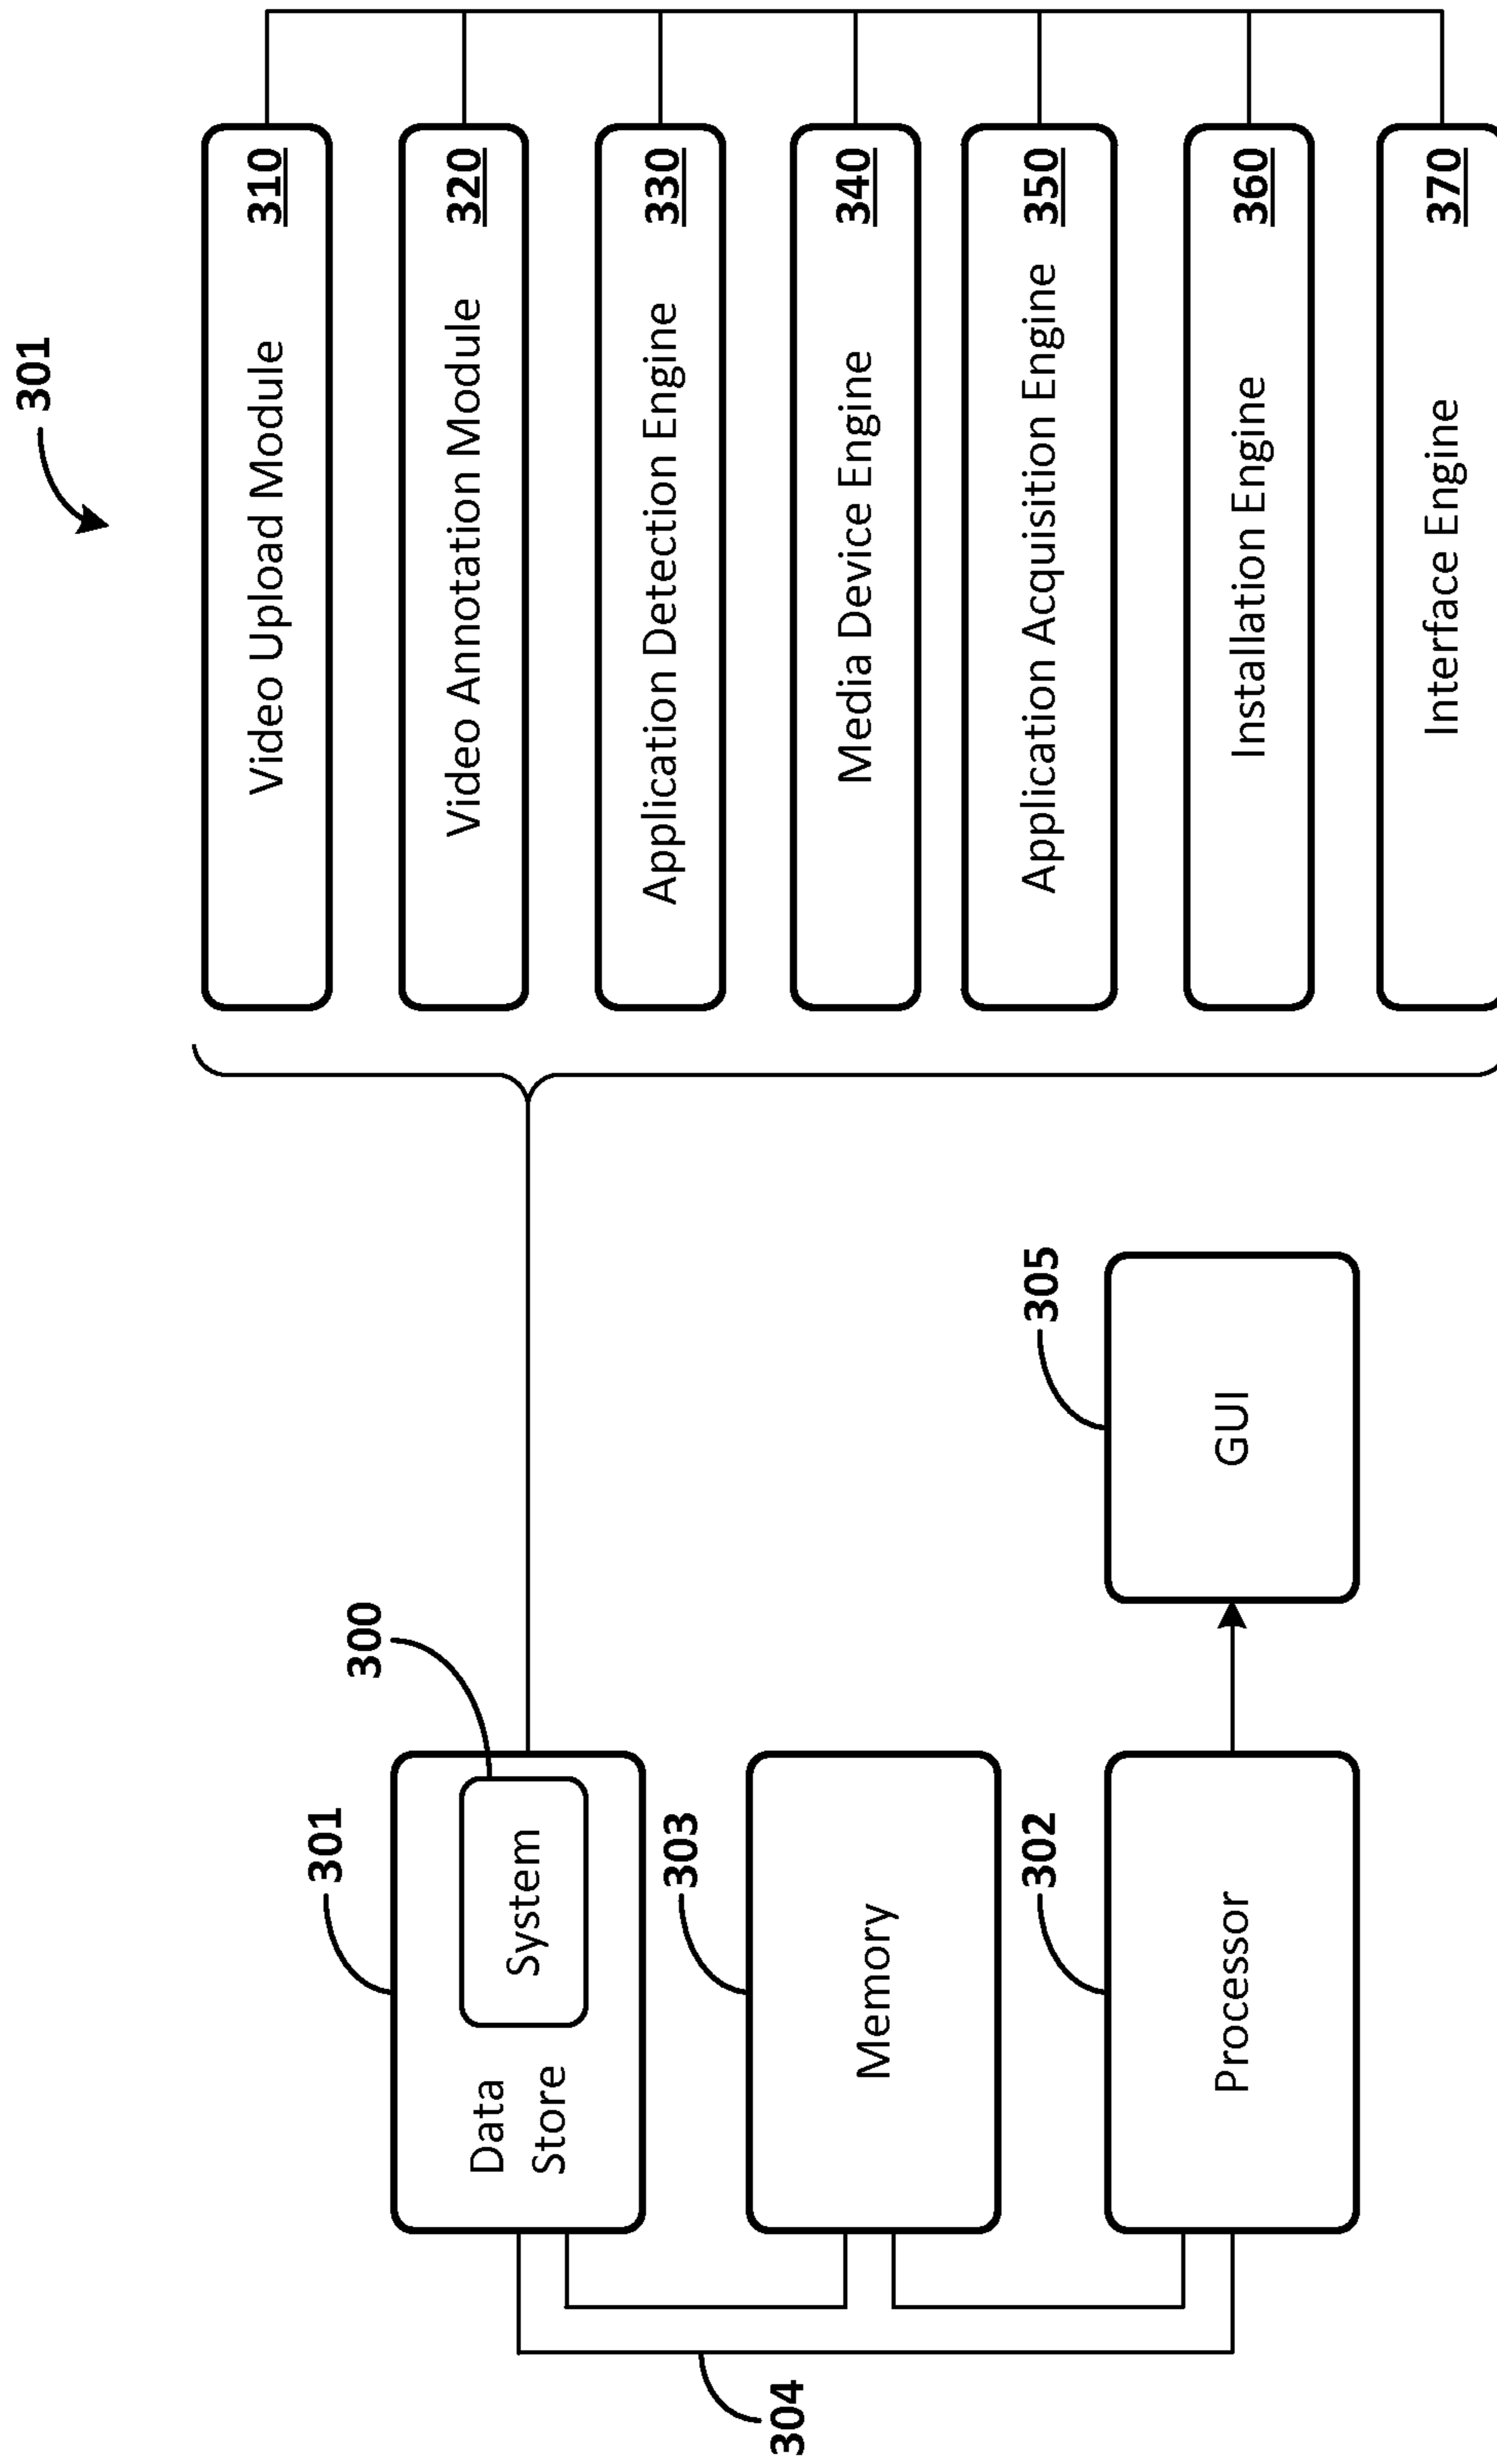 301
Video Upload Module 310
Video Annotation Module 320
Application Detection Engine 330
Media Device Engine 340
Application Acquisition Engine 350
Installation Engine 360
Interface Engine 370
300
301
Data
Store
System
303
Memory
302
Processor
305
GUI
304